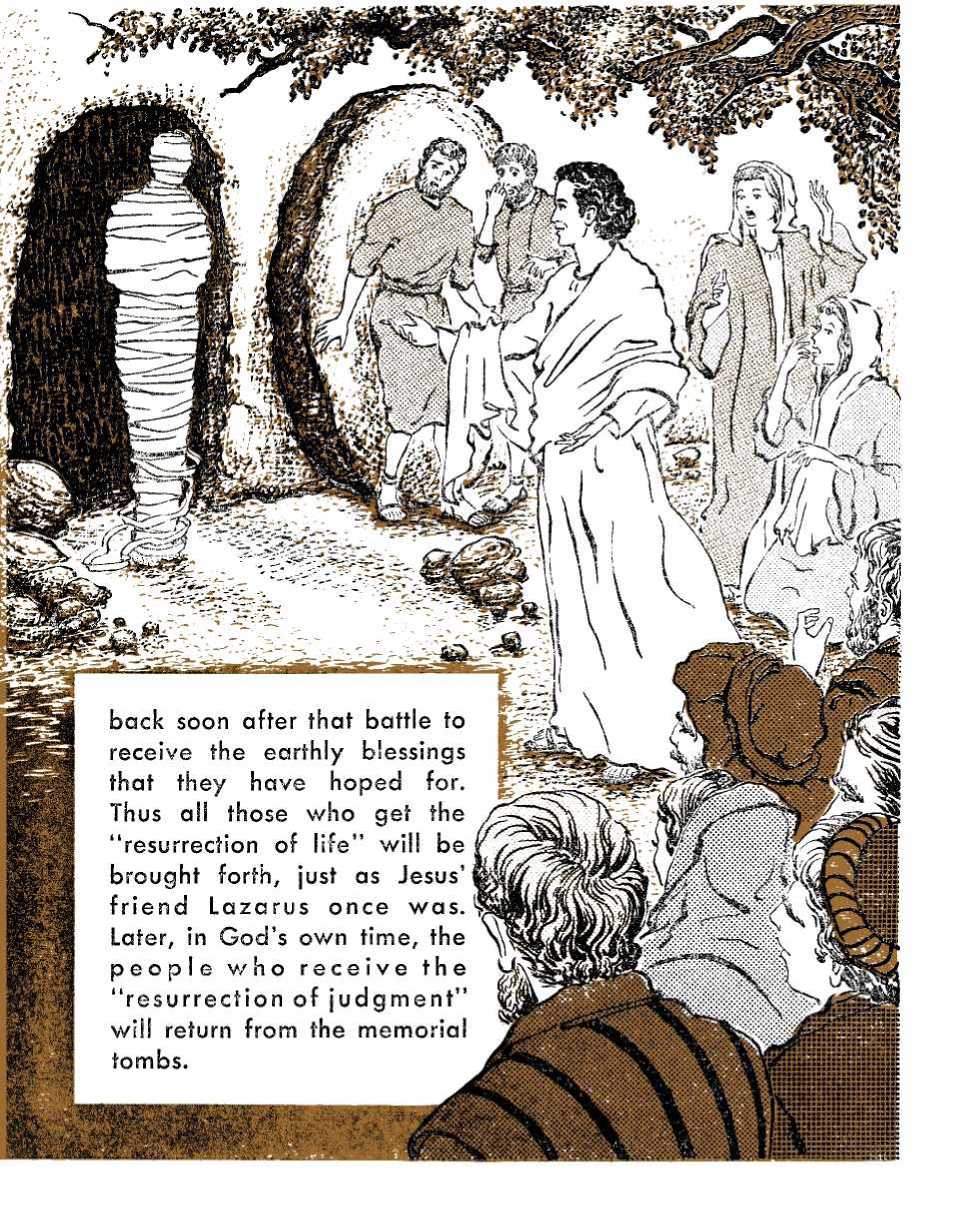 back soon after that battle to
receive the earthly blessings
that they have hoped for.
Thus all those who get the
"resurrection of life" will be
brought forth, just as Jesus'
friend Lazarus once was.
Later, in God's own time, the
people who receive the
"resurrection of judgment"
will return from the memorial
tombs.